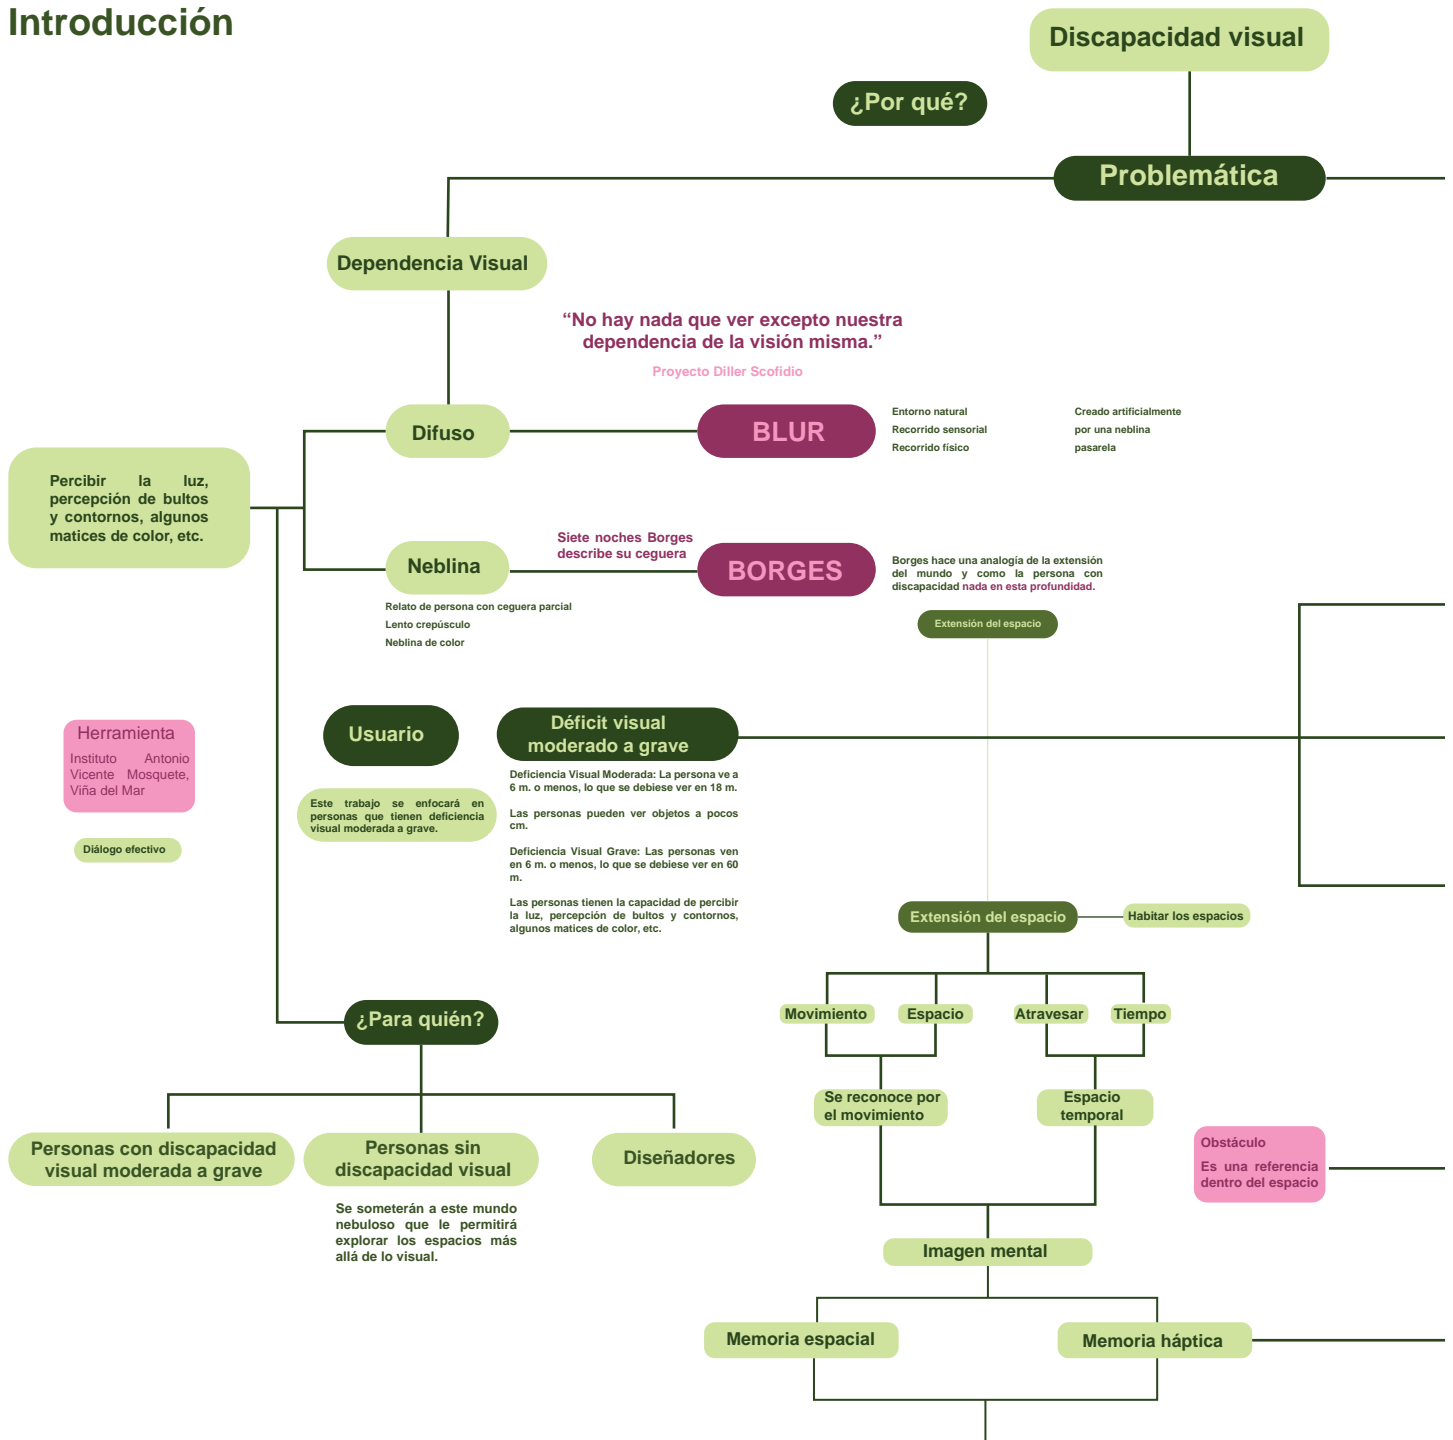 Introducción
Discapacidad visual
¿Por qué?
Problemática
Dependencia Visual
“No hay nada que ver excepto nuestra
dependencia de la visión misma.”
Proyecto Diller Scofidio
Difuso
BLUR
Entorno natural
Recorrido sensorial
Recorrido físico
Creado artificialmente
por una neblina
pasarela
Percibir la luz,
percepción de bultos
y contornos, algunos
matices de color, etc.
Siete noches Borges
describe su ceguera
Neblina
BORGES
Borges hace una analogía de la extensión
del mundo y como la persona con
discapacidad nada en esta profundidad.
Relato de persona con ceguera parcial
Lento crepúsculo
Neblina de color
Extensión del espacio
Herramienta
Instituto Antonio
Vicente Mosquete,
Viña del Mar
Diálogo efectivo
Usuario
Este trabajo se enfocará en
personas que tienen deficiencia
visual moderada a grave.
Déficit visual
moderado a grave
Deficiencia Visual Moderada: La persona ve a
6 m. o menos, lo que se debiese ver en 18 m.
Las personas pueden ver objetos a pocos
cm.
Deficiencia Visual Grave: Las personas ven
en 6 m. o menos, lo que se debiese ver en 60
m.
Las personas tienen la capacidad de percibir
la luz, percepción de bultos y contornos,
algunos matices de color, etc.
Extensión del espacio
Habitar los espacios
Movimiento
Espacio
Atravesar
Tiempo
¿Para quién?
Se reconoce por
el movimiento
Espacio
temporal
Personas con discapacidad
visual moderada a grave
Personas sin
discapacidad visual
Diseñadores
Obstáculo
Es una referencia
dentro del espacio
Se someterán a este mundo
nebuloso que le permitirá
explorar los espacios más
allá de lo visual.
Imagen mental
Memoria espacial
Memoria háptica